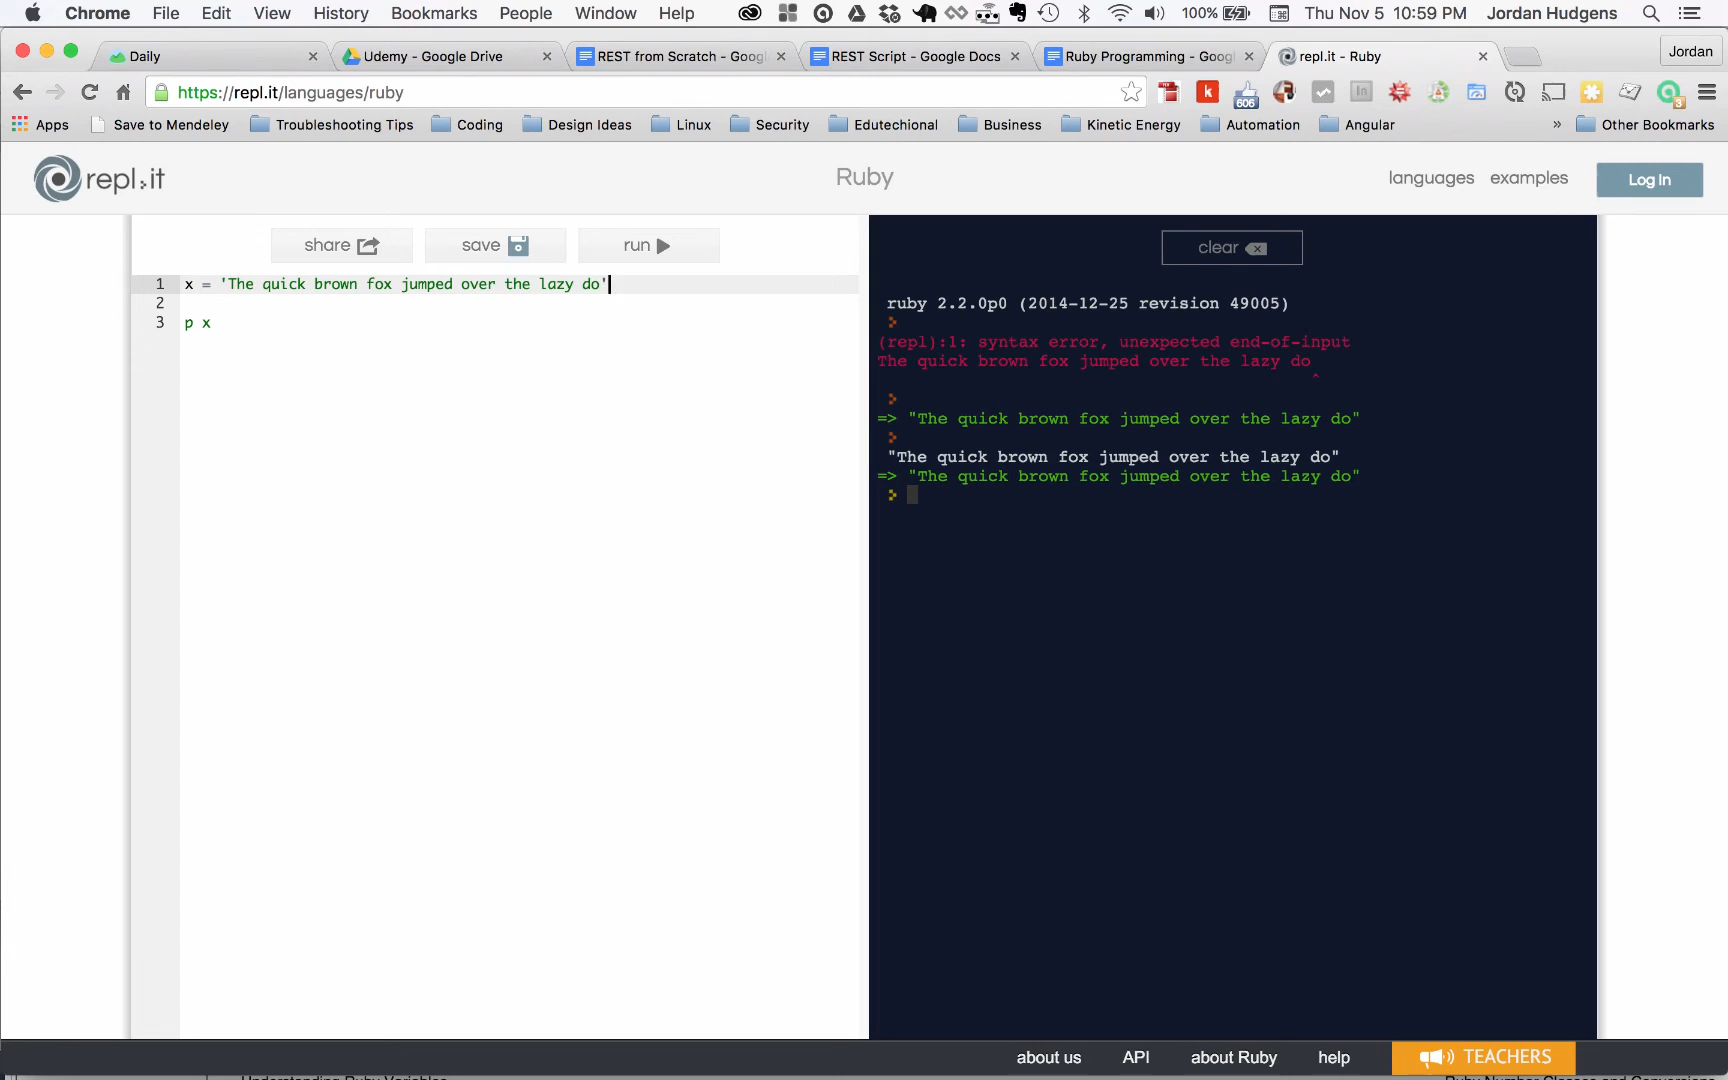 Chrome File Edit View History Bookmarks People Window Help 100% Thu Nov 5 10:59 PM Jordan Hudgens
Daily Udemy - Google Drive REST from Scratch - Goog REST Script - Google Docs Ruby Programming - Goog repl.it - Ruby Jordan
https://repl.it/languages/ruby k 606 In 3
Apps Save to Mendeley Troubleshooting Tips Coding Design Ideas Linux Security Edutechional Business Kinetic Energy Automation Angular » Other Bookmarks
repl.it Ruby languages examples Log In
share save run clear
1 x = 'The quick brown fox jumped over the lazy do'
2
3 p x
ruby 2.2.0p0 (2014-12-25 revision 49005)
>
(repl):1: syntax error, unexpected end-of-input
The quick brown fox jumped over the lazy do
^
>
=> "The quick brown fox jumped over the lazy do"
>
"The quick brown fox jumped over the lazy do"
=> "The quick brown fox jumped over the lazy do"
>
about us API about Ruby help TEACHERS